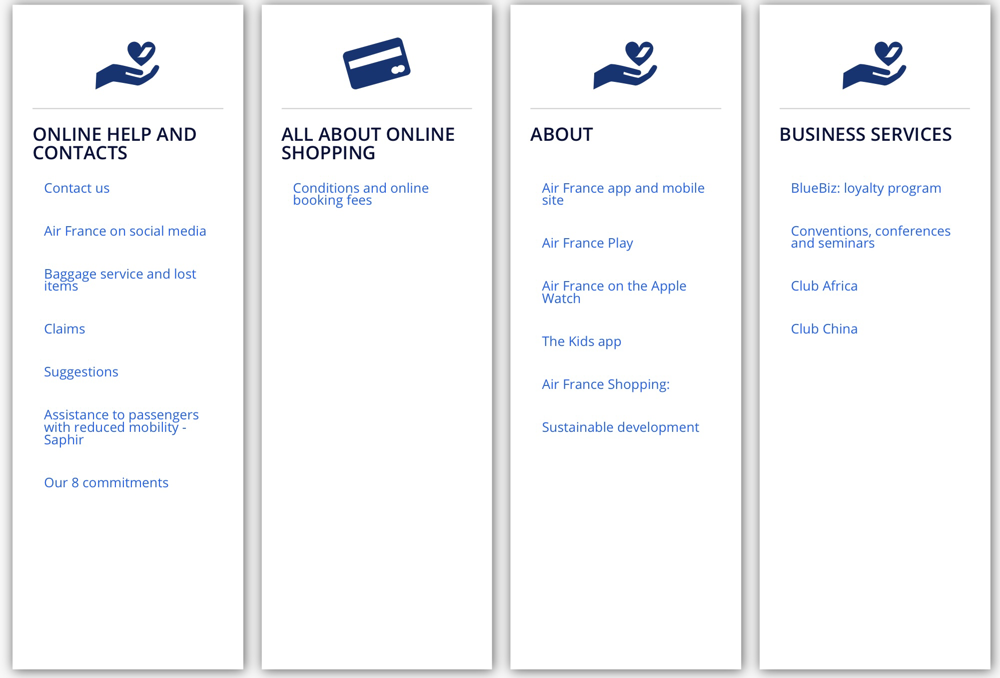 ONLINE HELP AND
CONTACTS
Contact us
Air France on social media
Baggage service and lost
items
Claims
Suggestions
Assistance to passengers
with reduced mobility -
Saphir
Our 8 commitments
ALL ABOUT ONLINE
SHOPPING
Conditions and online
booking fees
ABOUT
Air France app and mobile
site
Air France Play
Air France on the Apple
Watch
The Kids app
Air France Shopping:
Sustainable development
BUSINESS SERVICES
BlueBiz: loyalty program
Conventions, conferences
and seminars
Club Africa
Club China